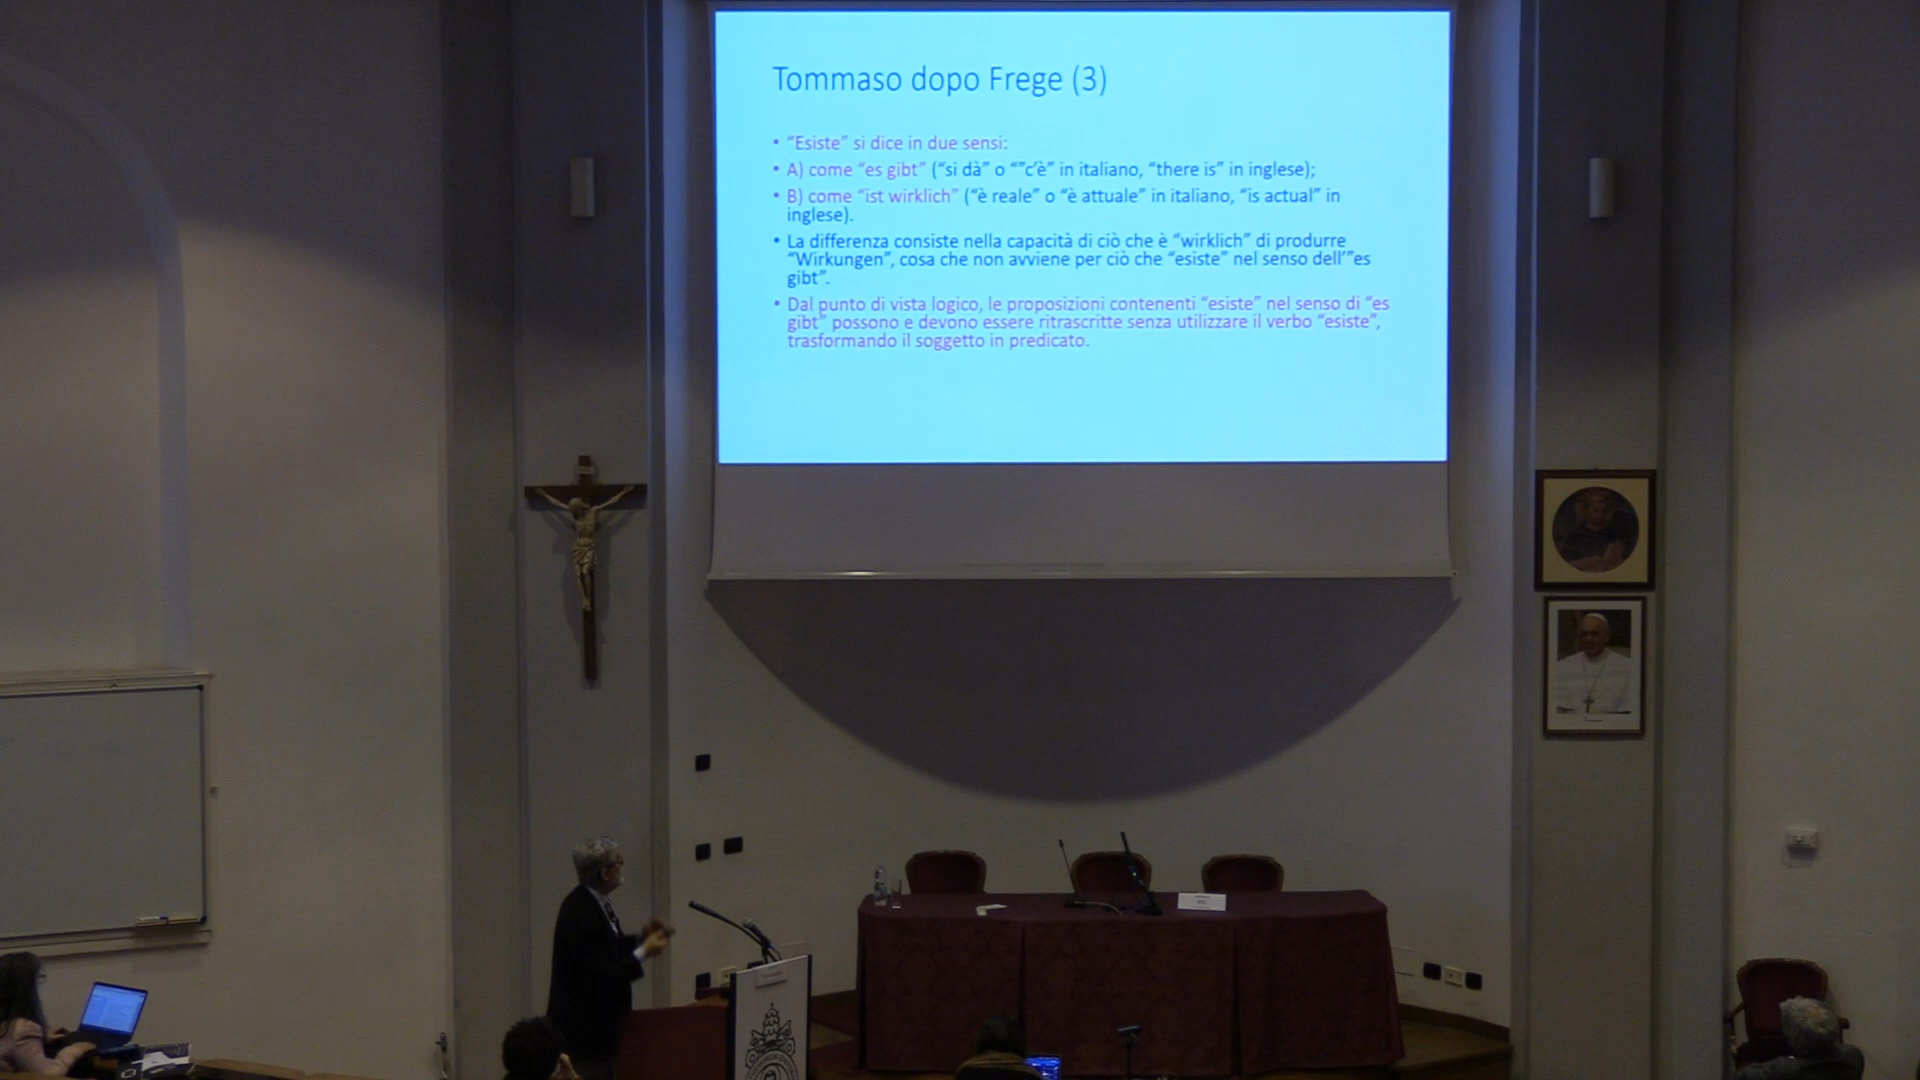 Tommaso dopo Frege (3)
• “Esiste” si dice in due sensi:
• A) come “es gibt” (“si dà” o “”c’è” in italiano, “there is” in inglese);
• B) come “ist wirklich” (“è reale” o “è attuale” in italiano, “is actual” in
inglese).
• La differenza consiste nella capacità di ciò che è “wirklich” di produrre
“Wirkungen”, cosa che non avviene per ciò che “esiste” nel senso dell’”es
gibt”.
• Dal punto di vista logico, le proposizioni contenenti “esiste” nel senso di “es
gibt” possono e devono essere ritrascritte senza utilizzare il verbo “esiste”,
trasformando il soggetto in predicato.